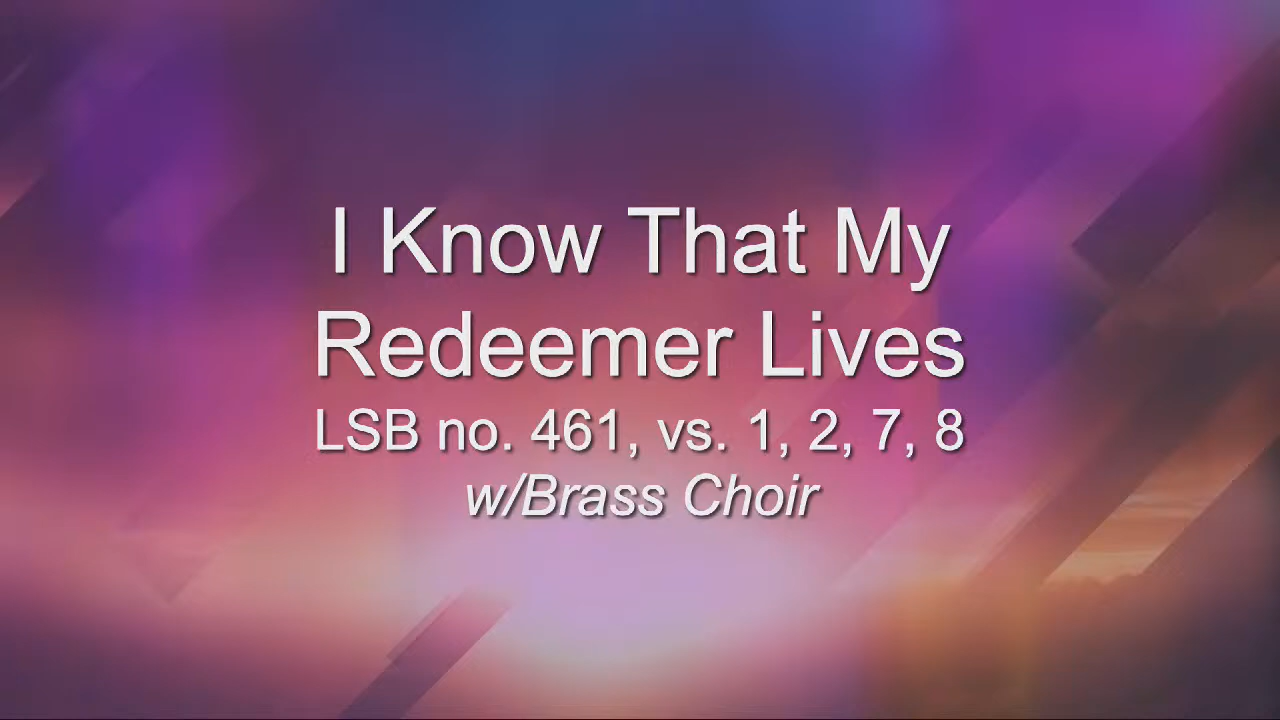 I Know That My
Redeemer Lives
LSB no. 461, vs. 1, 2, 7, 8
w/Brass Choir